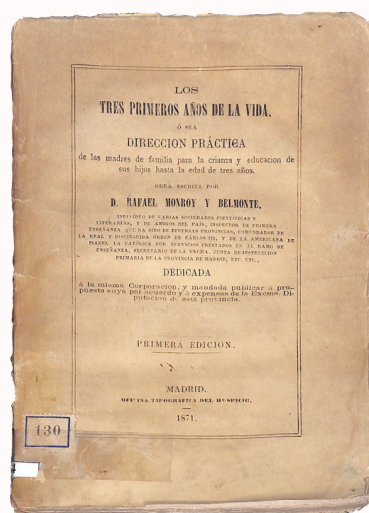 LOS
TRES PRIMEROS AÑOS DE LA VIDA,
Ó SEA
DIRECCION PRÁCTICA
de las madres de familia para la crianza y educacion de
sus hijos hasta la edad de tres años.
OBRA ESCRITA POR
D. RAFAEL MONROY Y BELMONTE,
INDIVÍDUO DE VARIAS SOCIEDADES CIENTÍFICAS Y
LITERARIAS, Y DE AMIGOS DEL PAIS, INSPECTOR DE PRIMERA
ENSEÑANZA QUE HA SIDO DE DIVERSAS PROVINCIAS, COMENDADOR DE
LA REAL Y DISTINGUIDA ÓRDEN DE CÁRLOS III, Y DE LA AMERICANA DE
ISABEL LA CATÓLICA POR SERVICIOS PRESTADOS EN EL RAMO DE
ENSEÑANZA, SECRETARIO DE LA EXCMA. JUNTA DE INSTRUCCION
PRIMARIA DE LA PROVINCIA DE MADRID, ETC. ETC.,
DEDICADA
á la misma Corporacion, y mandada publicar á pro-
puesta suya por acuerdo y á expensas de la Excma. Di-
putacion de esta provincia.
PRIMERA EDICION.
MADRID.
OFICINA TIPOGRÁFICA DEL HOSPICIO.
1871.
130